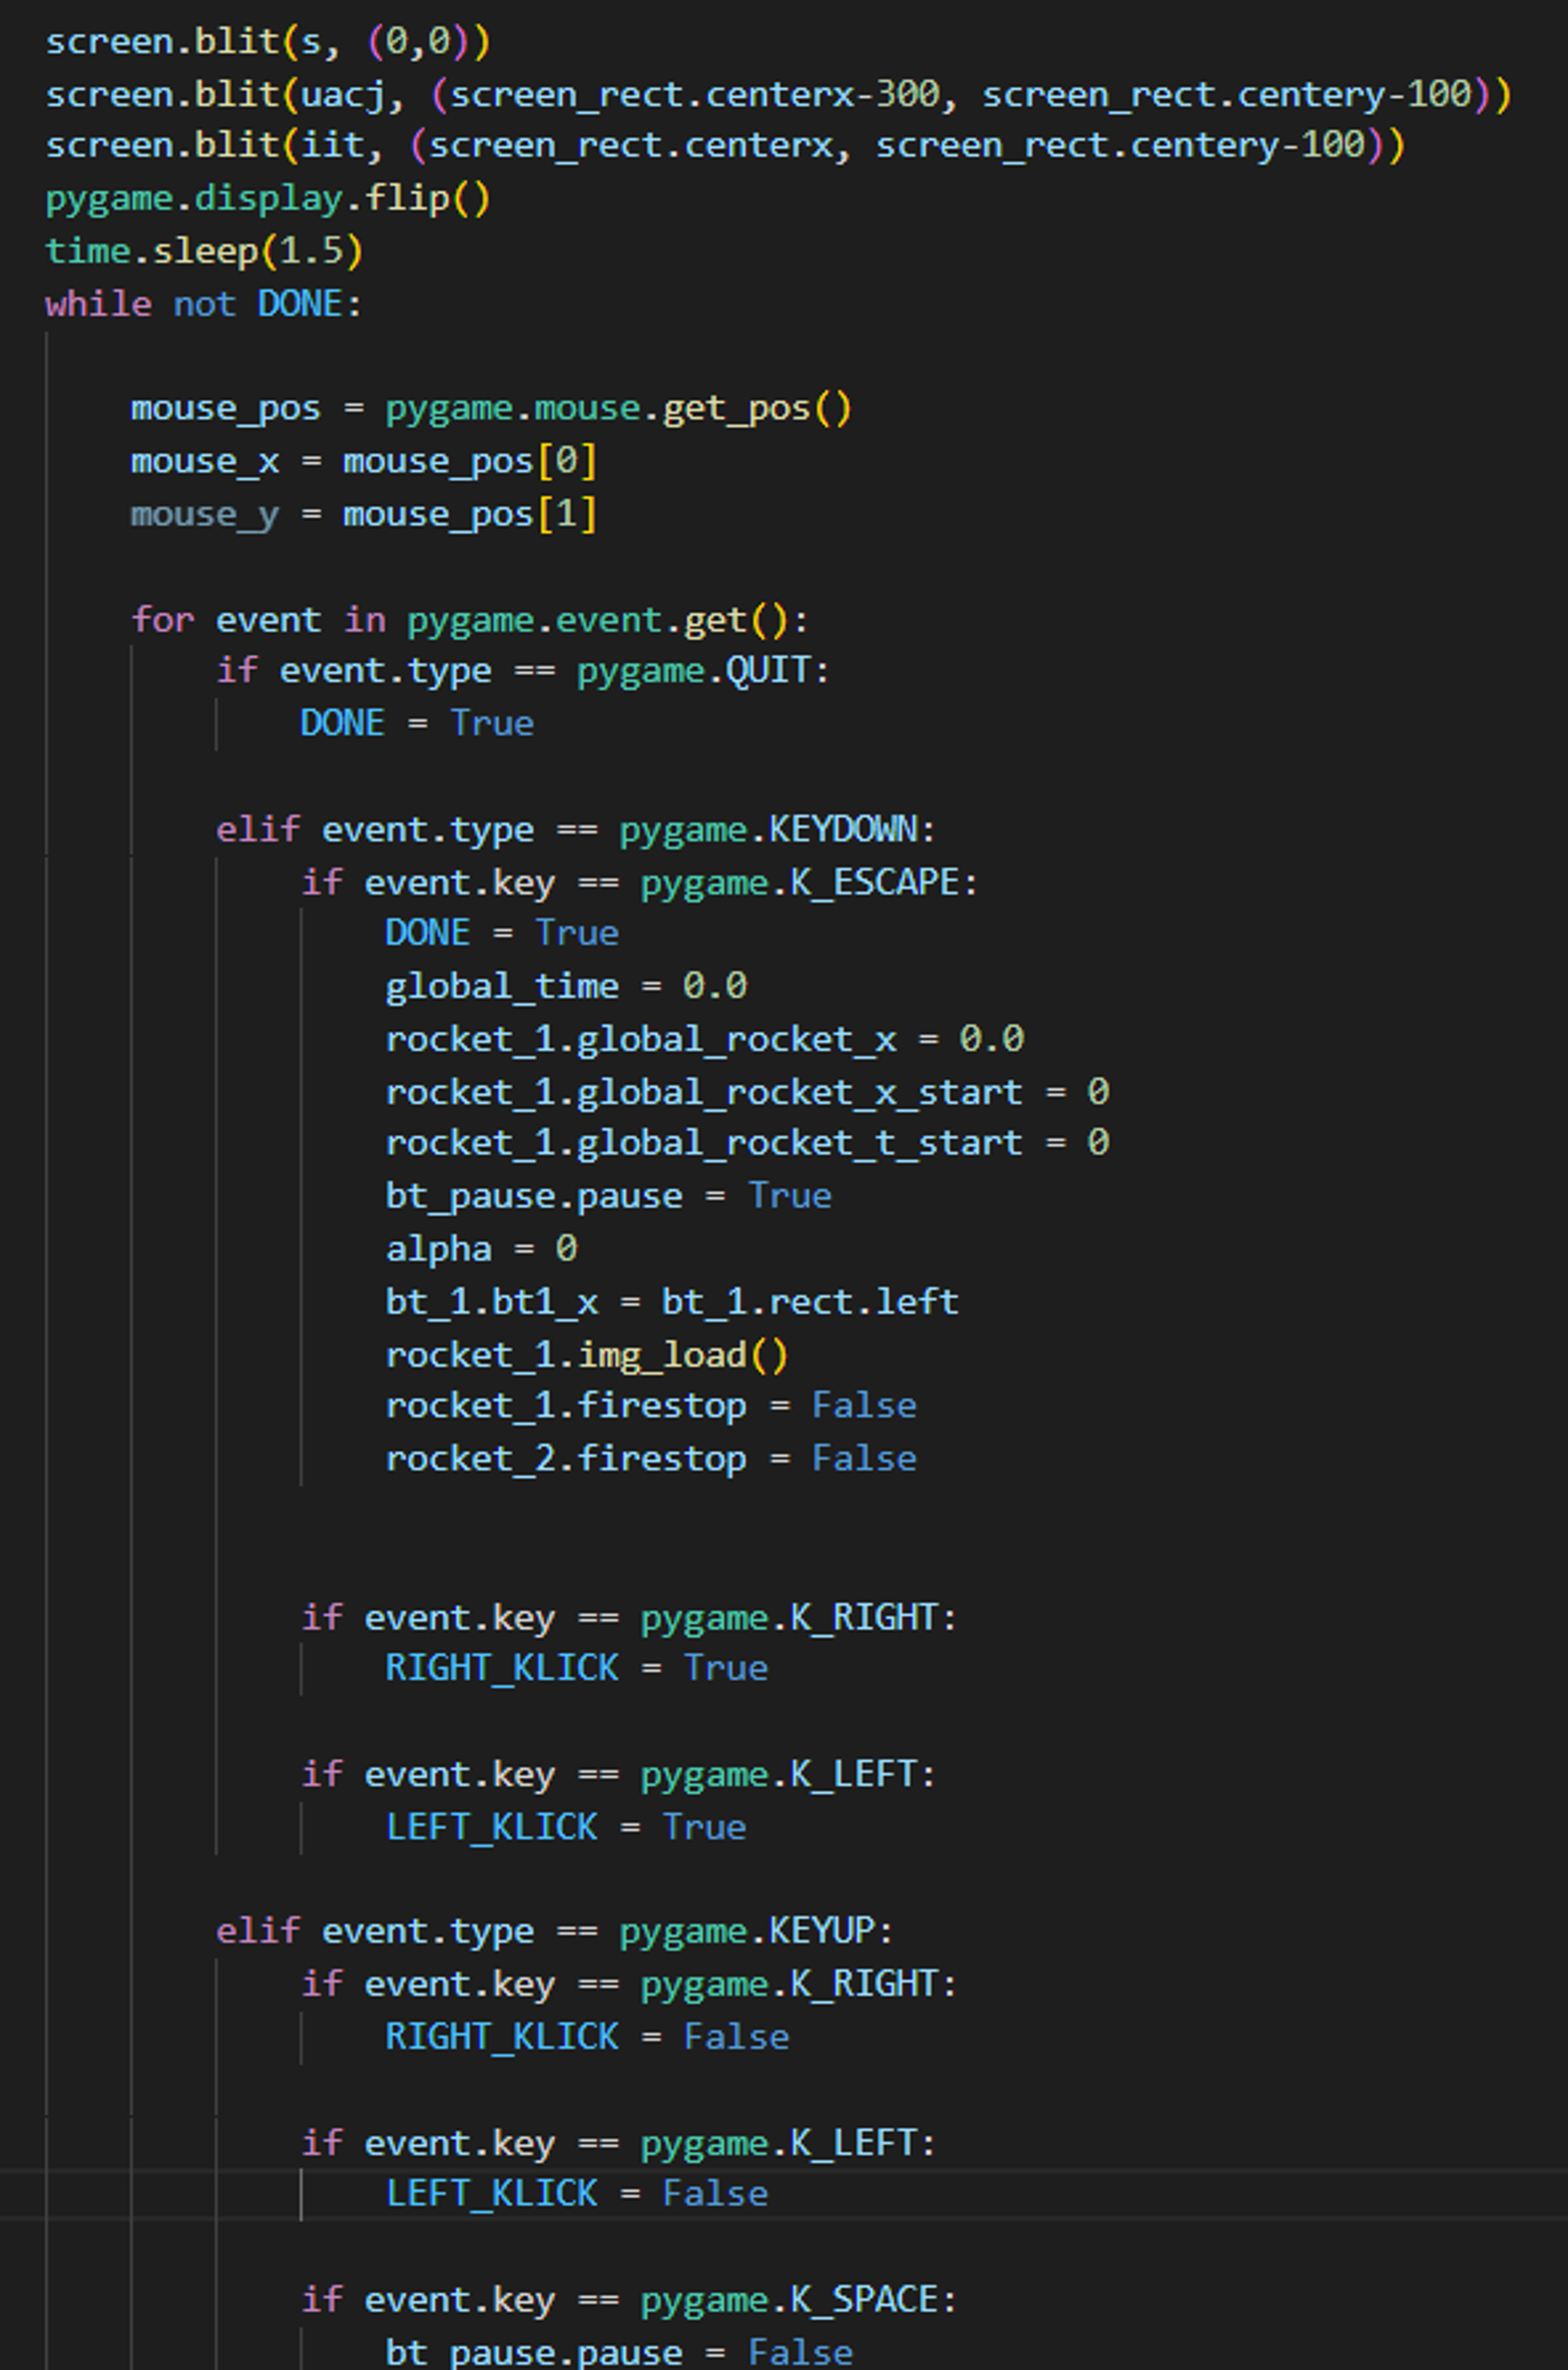 screen.blit(s, (0,0))
screen.blit(uacj, (screen_rect.centerx-300, screen_rect.centery-100))
screen.blit(iit, (screen_rect.centerx, screen_rect.centery-100))
pygame.display.flip()
time.sleep(1.5)
while not DONE:
    mouse_pos = pygame.mouse.get_pos()
    mouse_x = mouse_pos[0]
    mouse_y = mouse_pos[1]
    for event in pygame.event.get():
        if event.type == pygame.QUIT:
            DONE = True
        elif event.type == pygame.KEYDOWN:
            if event.key == pygame.K_ESCAPE:
                DONE = True
                global_time = 0.0
                rocket_1.global_rocket_x = 0.0
                rocket_1.global_rocket_x_start = 0
                rocket_1.global_rocket_t_start = 0
                bt_pause.pause = True
                alpha = 0
                bt_1.bt1_x = bt_1.rect.left
                rocket_1.img_load()
                rocket_1.firestop = False
                rocket_2.firestop = False
            if event.key == pygame.K_RIGHT:
                RIGHT_KLICK = True
            if event.key == pygame.K_LEFT:
                LEFT_KLICK = True
        elif event.type == pygame.KEYUP:
            if event.key == pygame.K_RIGHT:
                RIGHT_KLICK = False
            if event.key == pygame.K_LEFT:
                LEFT_KLICK = False
            if event.key == pygame.K_SPACE:
                bt_pause.pause = False